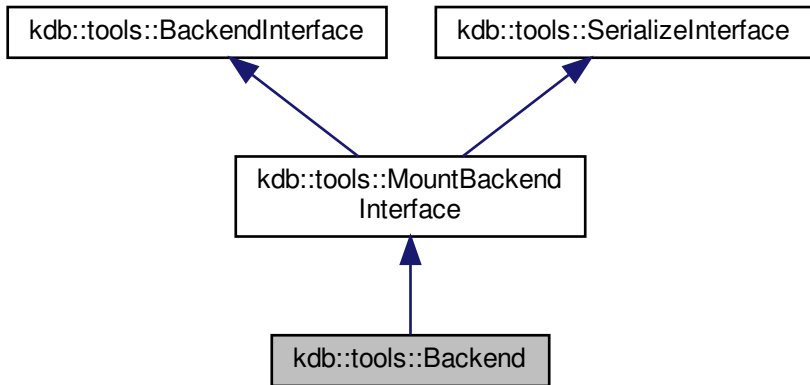 kdb::tools::BackendInterface
kdb::tools::SerializeInterface
kdb::tools::MountBackend
Interface
kdb::tools::Backend